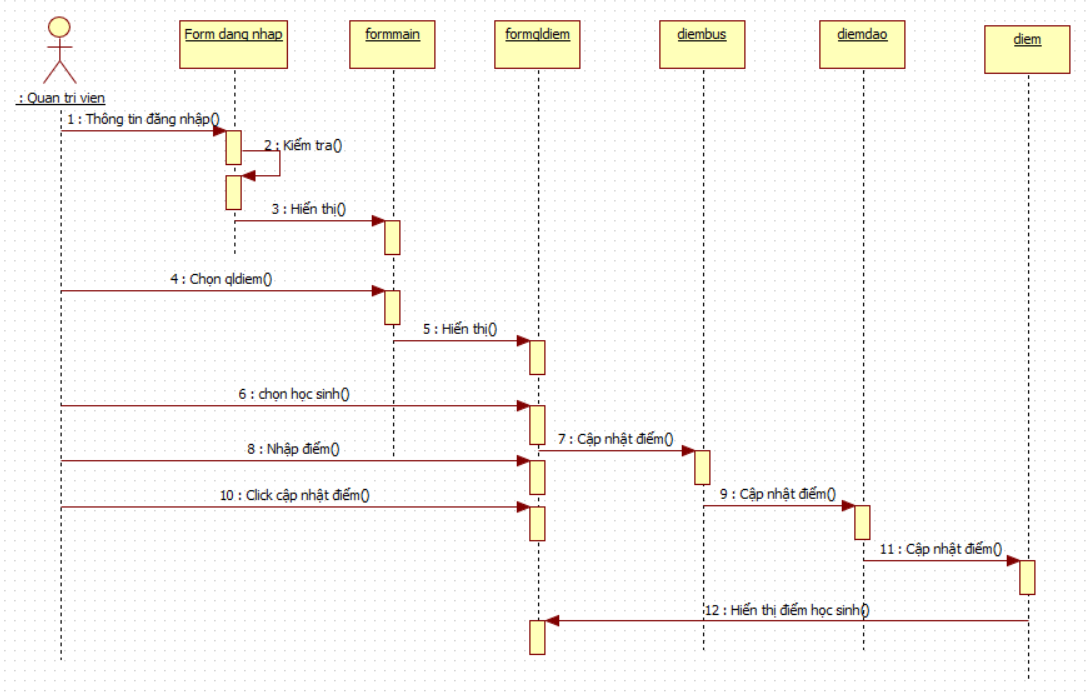 Form dang nhap
formmain
formqldiem
diembus
diemdao
diem
: Quan tri vien
1 : Thông tin đăng nhập()
2 : Kiểm tra()
3 : Hiển thị()
4 : Chọn qldiem()
5 : Hiển thị()
6 : chọn học sinh()
7 : Cập nhật điểm()
8 : Nhập điểm()
9 : Cập nhật điểm()
10 : Click cập nhật điểm()
11 : Cập nhật điểm()
12 : Hiển thị điểm học sinh()